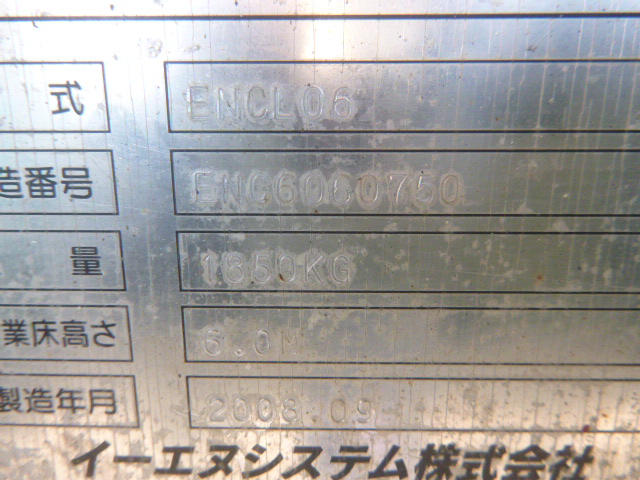 式 ENCL06
造番号 ENC60G0750
量 1850KG
業床高さ 6.0M
製造年月 2008 09
イーエヌシステム株式会社